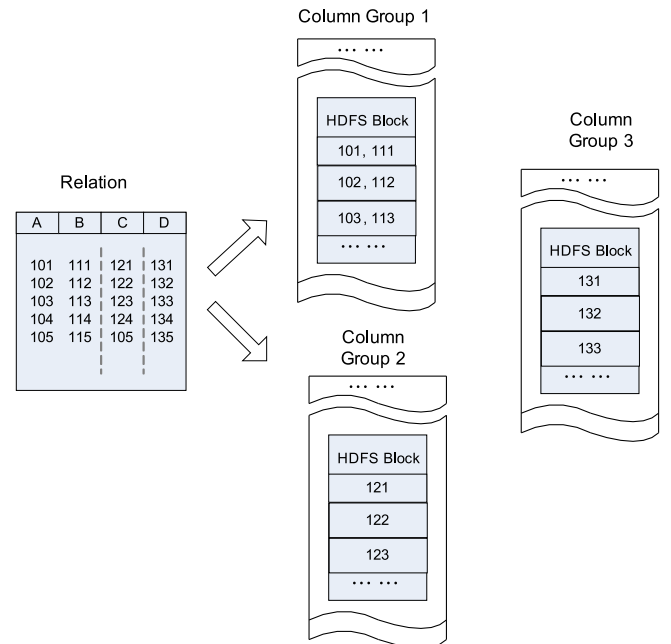 Column Group 1
... ...
HDFS Block
101, 111
102, 112
103, 113
... ...
Relation
A B C D
101 111 121 131
102 112 122 132
103 113 123 133
104 114 124 134
105 115 105 135
Column
Group 2
... ...
HDFS Block
121
122
123
... ...
Column
Group 3
... ...
HDFS Block
131
132
133
... ...